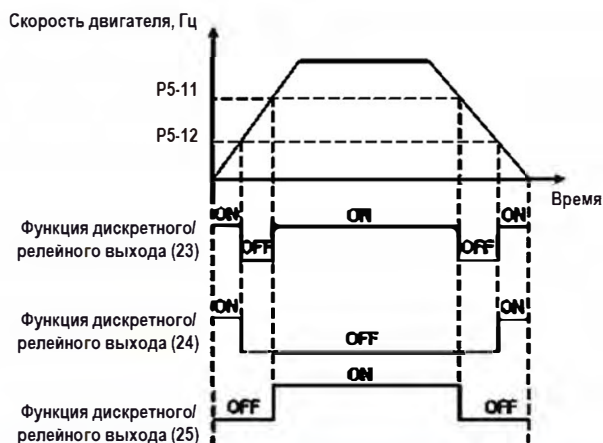 Скорость двигателя, Гц
P5-11
P5-12
Время
ON
ON
ON
Функция дискретного/
релейного выхода (23)
OFF
OFF
ON
ON
Функция дискретного/
релейного выхода (24)
OFF
ON
Функция дискретного/
релейного выхода (25)
OFF
OFF